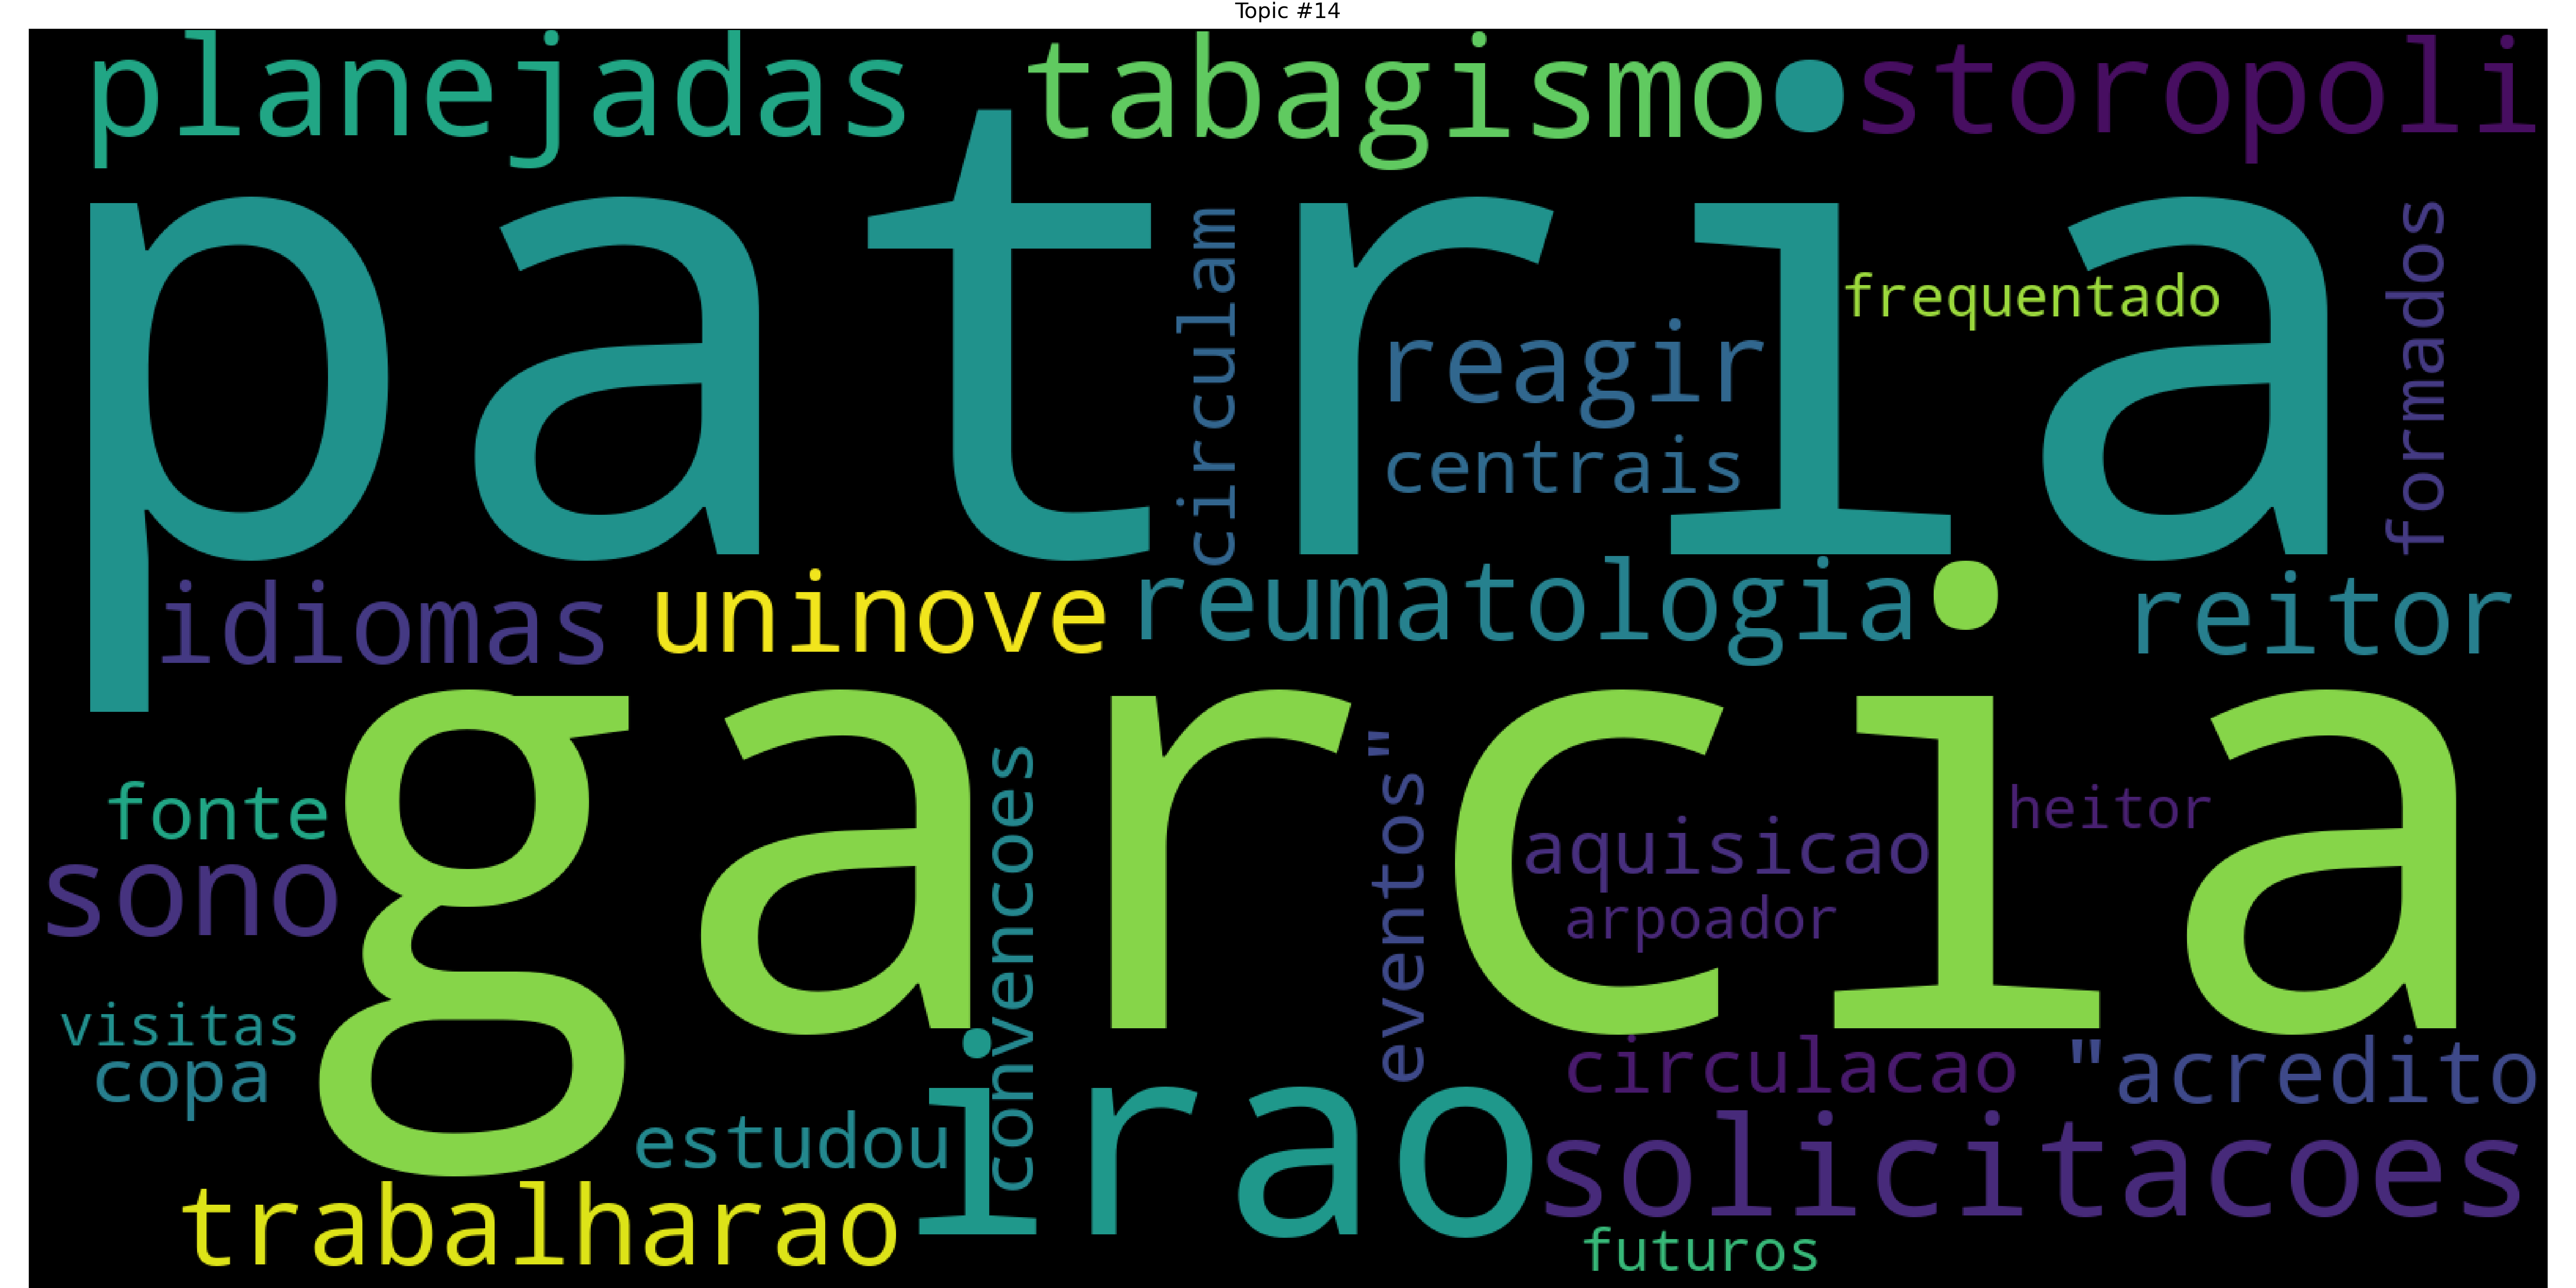 Topic #14
planejadas
tabagismo
storopoli
patria
circulam
frequentado
formados
reagir
centrais
idiomas
uninove
reumatologia
reitor
garcia
fonte
sono
convencoes
eventos"
aquisicao
heitor
arpoador
visitas
copa
circulacao
"acredito
estudou
irao
solicitacoes
trabalharao
futuros